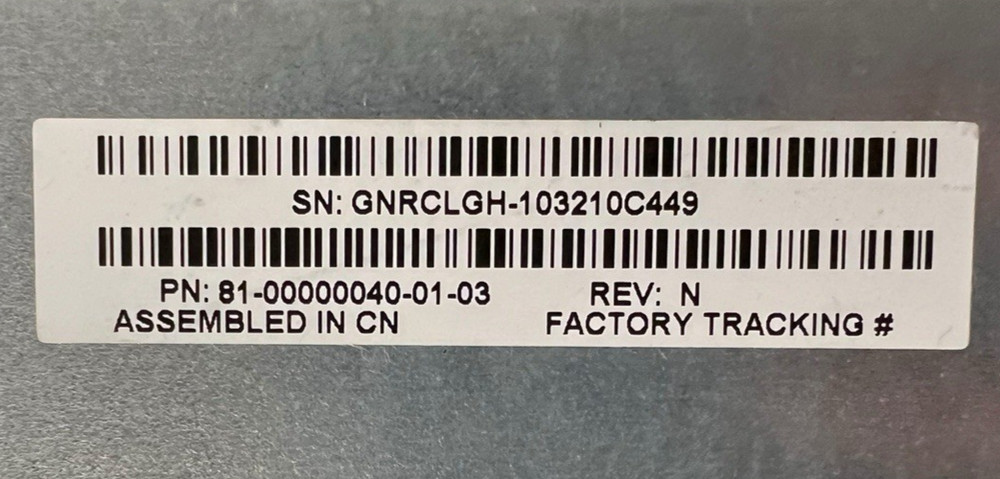 SN: GNRCLGH-103210C449
PN: 81-00000040-01-03 REV: N
ASSEMBLED IN CN FACTORY TRACKING #